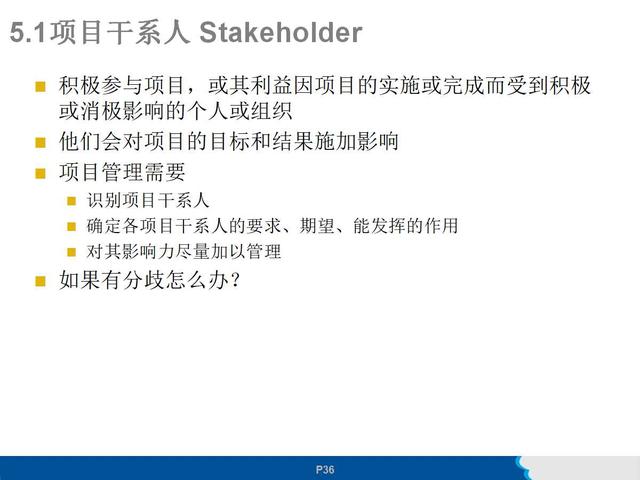 5.1项目干系人 Stakeholder
积极参与项目，或其利益因项目的实施或完成而受到积极
或消极影响的个人或组织
他们会对项目的目标和结果施加影响
项目管理需要
识别项目干系人
确定各项目干系人的要求、期望、能发挥的作用
对其影响力尽量加以管理
如果有分歧怎么办？
P36